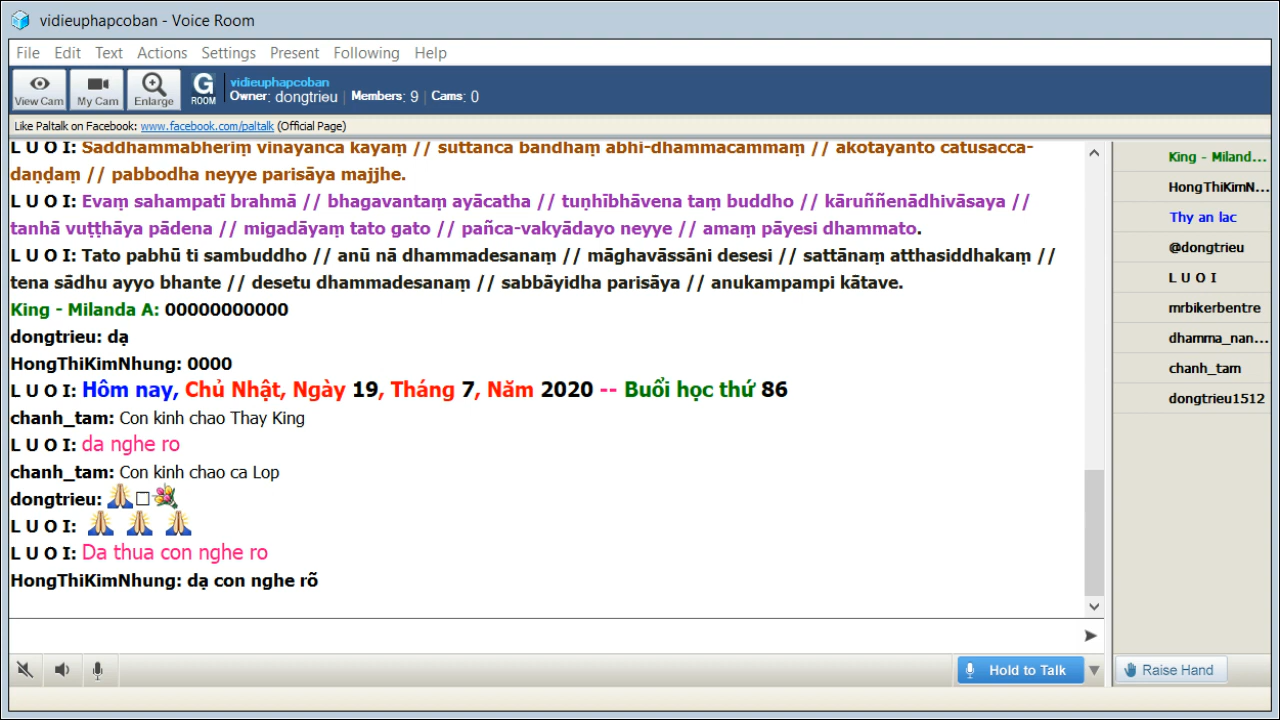 vidieuphapcoban - Voice Room
File Edit Text Actions Settings Present Following Help
View Cam My Cam Enlarge G ROOM
vidieuphapcoban
Owner: dongtrieu | Members: 9 | Cams: 0
Like Paltalk on Facebook: www.facebook.com/paltalk (Official Page)
L U O I: Saddhammabheriṃ vinayañca kāyaṃ // suttañca bandhaṃ abhi-dhammacammaṃ // ākoṭayanto catusacca-
daṇḍaṃ // pabbodha neyye parisāya majjhe.
L U O I: Evaṃ sahampatī brahmā // bhagavantaṃ ayācatha // tuṇhībhāvena taṃ buddho // kāruññenādhivāsaya //
tanhā vuṭṭhāya pādena // migadāyaṃ tato gato // pañca-vakyādayo neyye // amaṃ pāyesi dhammato.
L U O I: Tato pabhū ti sambuddho // anū nā dhammadesanaṃ // māghavāssāni desesi // sattānaṃ atthasiddhakaṃ //
tena sādhu ayyo bhante // desetu dhammadesanaṃ // sabbāyidha parisāya // anukampampi kātave.
King - Milanda A: 00000000000
dongtrieu: dạ
HongThiKimNhung: 0000
L U O I: Hôm nay, Chủ Nhật, Ngày 19, Tháng 7, Năm 2020 -- Buổi học thứ 86
chanh_tam: Con kinh chao Thay King
L U O I: da nghe ro
chanh_tam: Con kinh chao ca Lop
dongtrieu: 🙏□💐
L U O I: 🙏 🙏 🙏
L U O I: Da thua con nghe ro
HongThiKimNhung: dạ con nghe rõ
Hold to Talk
King - Miland...
HongThiKimN...
Thy an lac
@dongtrieu
L U O I
mrbikerbentre
dhamma_nan...
chanh_tam
dongtrieu1512
Raise Hand